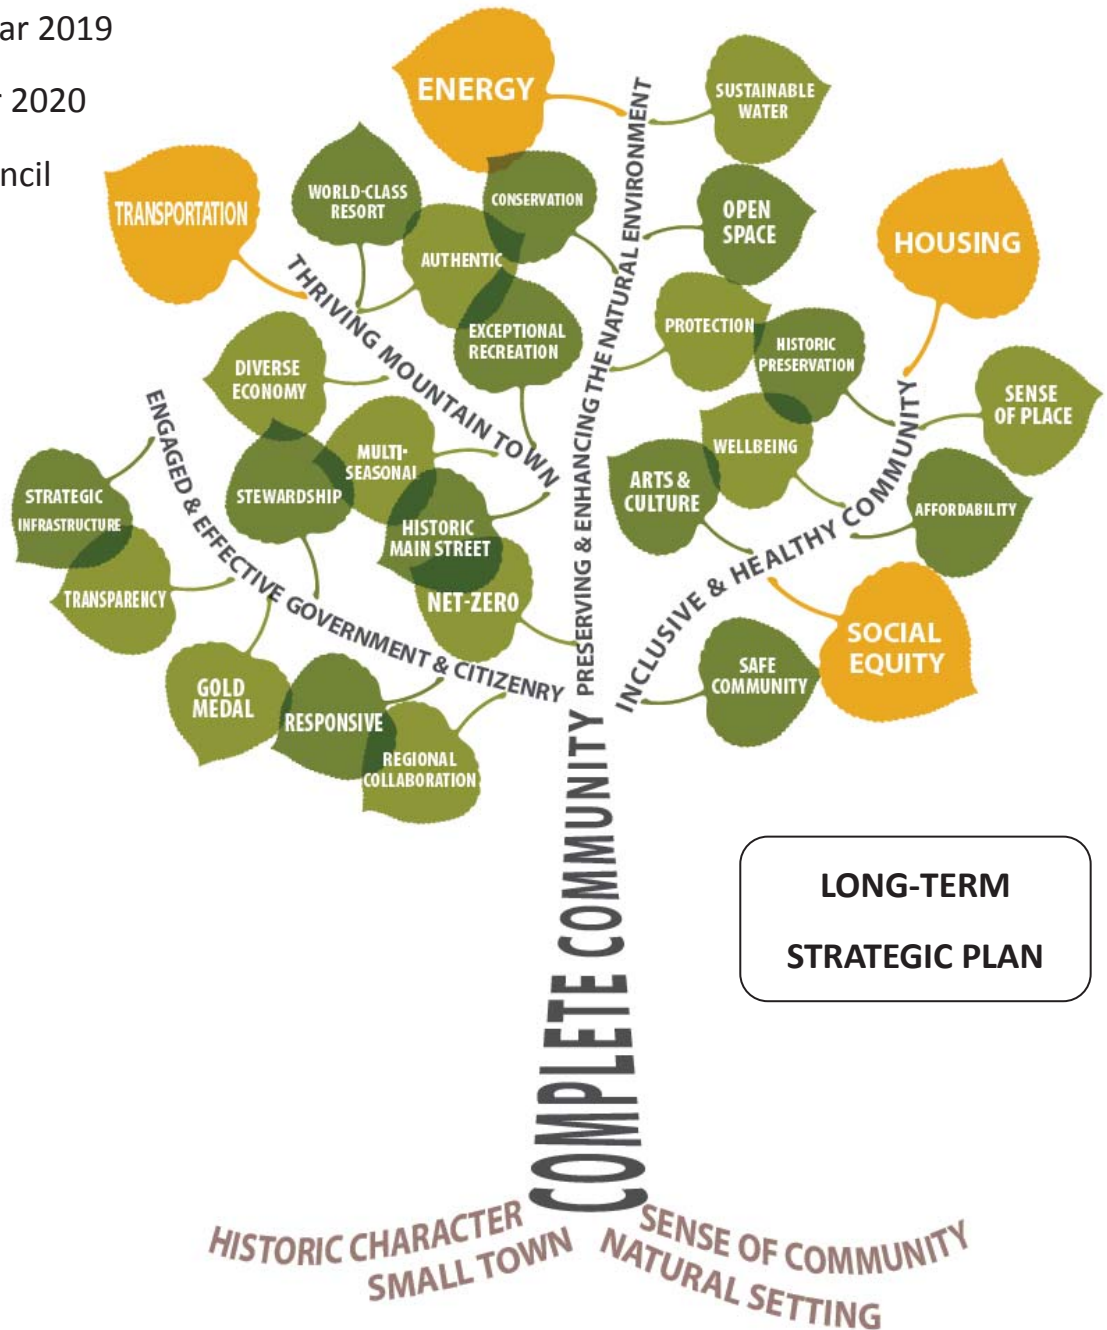 ar 2019
r 2020
ncil
ENERGY
SUSTAINABLE
WATER
TRANSPORTATION
WORLD-CLASS
RESORT
CONSERVATION
OPEN
SPACE
HOUSING
AUTHENTIC
THRIVING MOUNTAIN TOWN
EXCEPTIONAL
RECREATION
PRESERVING & ENHANCING THE NATURAL ENVIRONMENT
PROTECTION
HISTORIC
PRESERVATION
DIVERSE
ECONOMY
SENSE
OF PLACE
ENGAGED & EFFECTIVE GOVERNMENT & CITIZENRY
MULTI-
SEASONAL
WELLBEING
STRATEGIC
INFRASTRUCTURE
STEWARDSHIP
ARTS &
CULTURE
AFFORDABILITY
HISTORIC
MAIN STREET
INCLUSIVE & HEALTHY COMMUNITY
TRANSPARENCY
NET-ZERO
SOCIAL
EQUITY
GOLD
MEDAL
SAFE
COMMUNITY
RESPONSIVE
REGIONAL
COLLABORATION
COMPLETE COMMUNITY
LONG-TERM
STRATEGIC PLAN
HISTORIC CHARACTER
SMALL TOWN
SENSE OF COMMUNITY
NATURAL SETTING